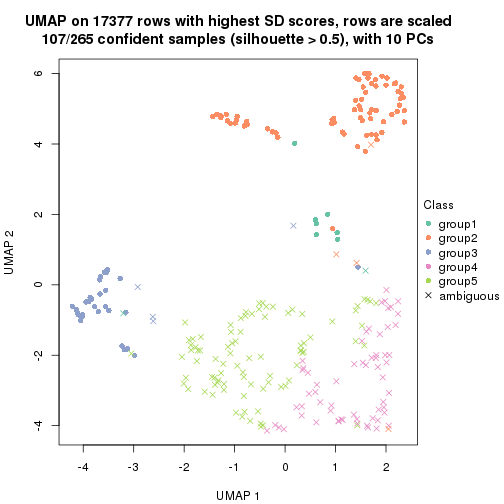 UMAP on 17377 rows with highest SD scores, rows are scaled
107/265 confident samples (silhouette > 0.5), with 10 PCs
6
4
2
0
-2
-4
UMAP 2
-4
-3
-2
-1
0
1
2
UMAP 1
Class
group1
group2
group3
group4
group5
ambiguous